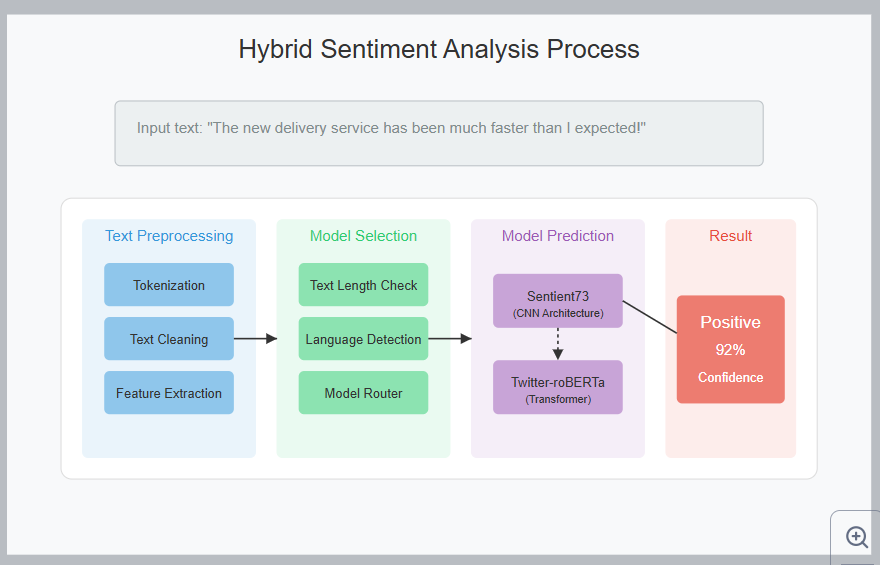 Hybrid Sentiment Analysis Process
Input text: "The new delivery service has been much faster than I expected!"
Text Preprocessing
Tokenization
Text Cleaning
Feature Extraction
Model Selection
Text Length Check
Language Detection
Model Router
Model Prediction
Sentient73
(CNN Architecture)
Twitter-roBERTa
(Transformer)
Result
Positive
92%
Confidence